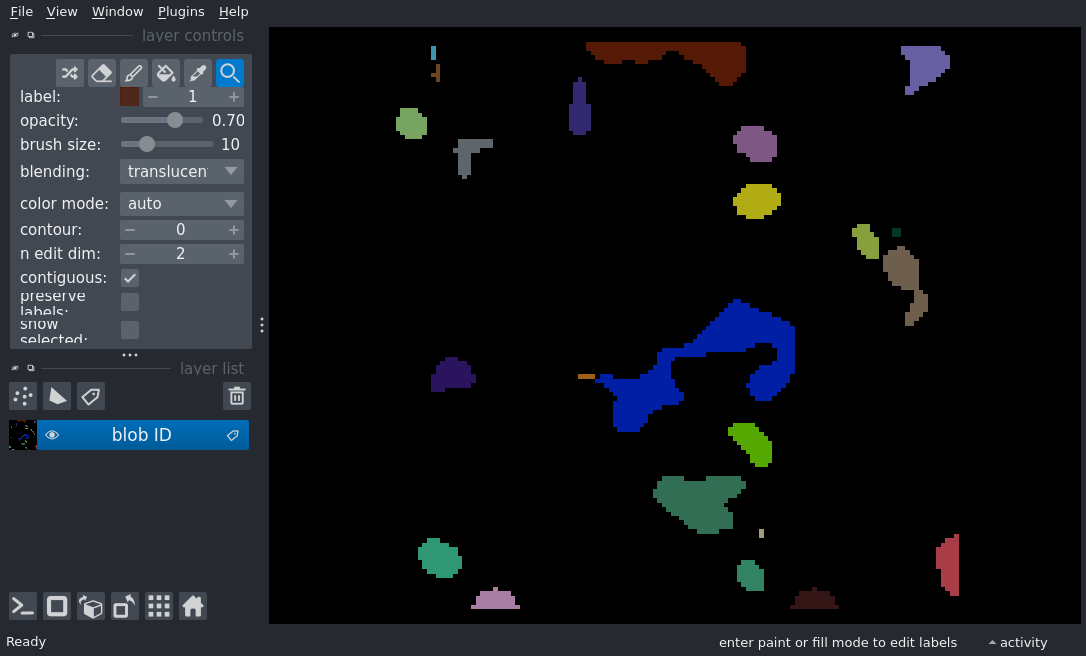 File View Window Plugins Help
layer controls
label: 1
opacity: 0.70
brush size: 10
blending: translucen
color mode: auto
contour: 0
n edit dim: 2
contiguous:
preserve
labels:
show
selected:
layer list
blob ID
Ready
enter paint or fill mode to edit labels
activity